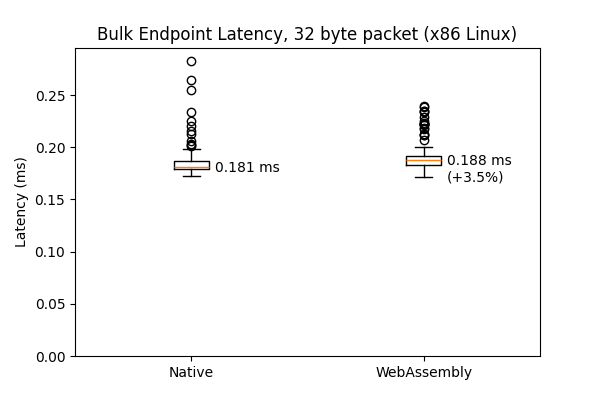 Bulk Endpoint Latency, 32 byte packet (x86 Linux)
Latency (ms)
0.25
0.20
0.15
0.10
0.05
0.00
0.181 ms
0.188 ms
(+3.5%)
Native
WebAssembly